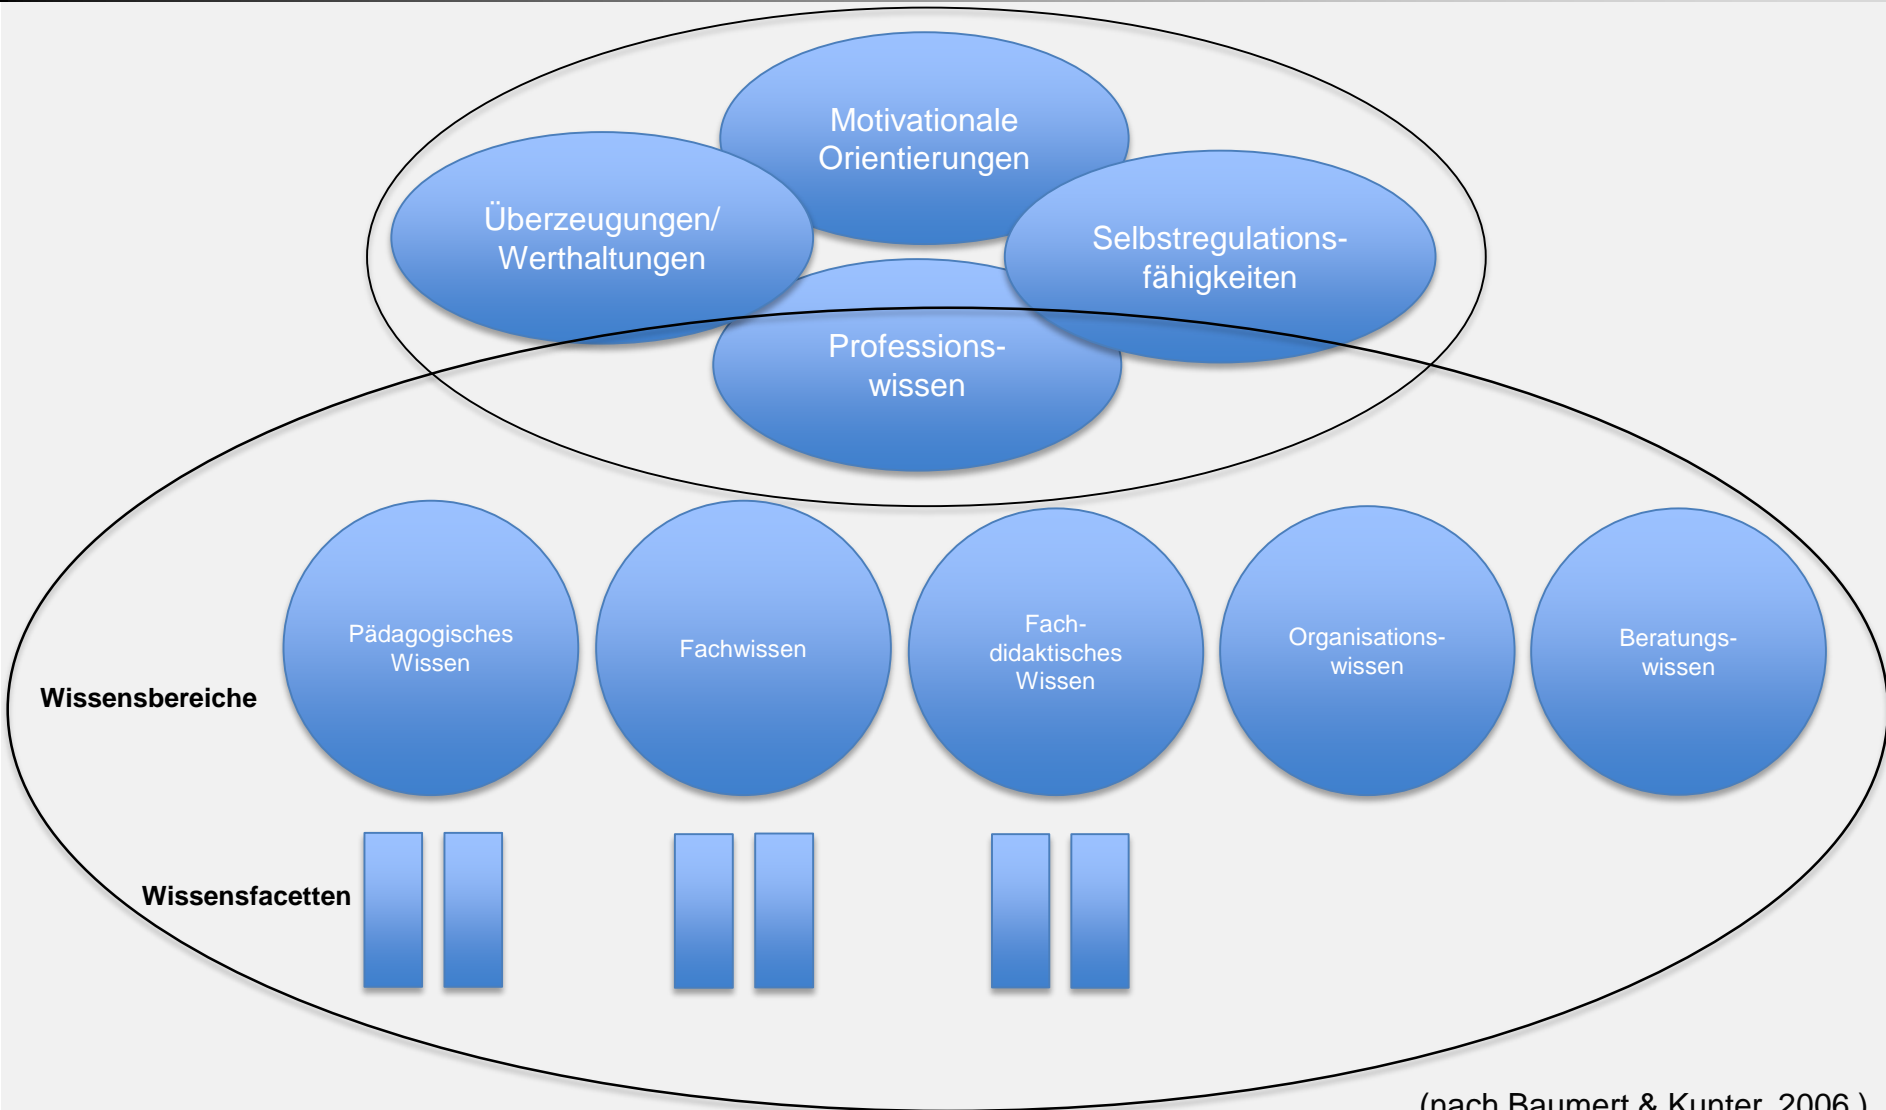 Motivationale
Orientierungen
Überzeugungen/
Werthaltungen
Selbstregulations-
fähigkeiten
Professions-
wissen
Pädagogisches
Wissen
Fachwissen
Fach-
didaktisches
Wissen
Organisations-
wissen
Beratungs-
wissen
Wissensbereiche
Wissensfacetten
(nach Baumert & Kunter, 2006 )